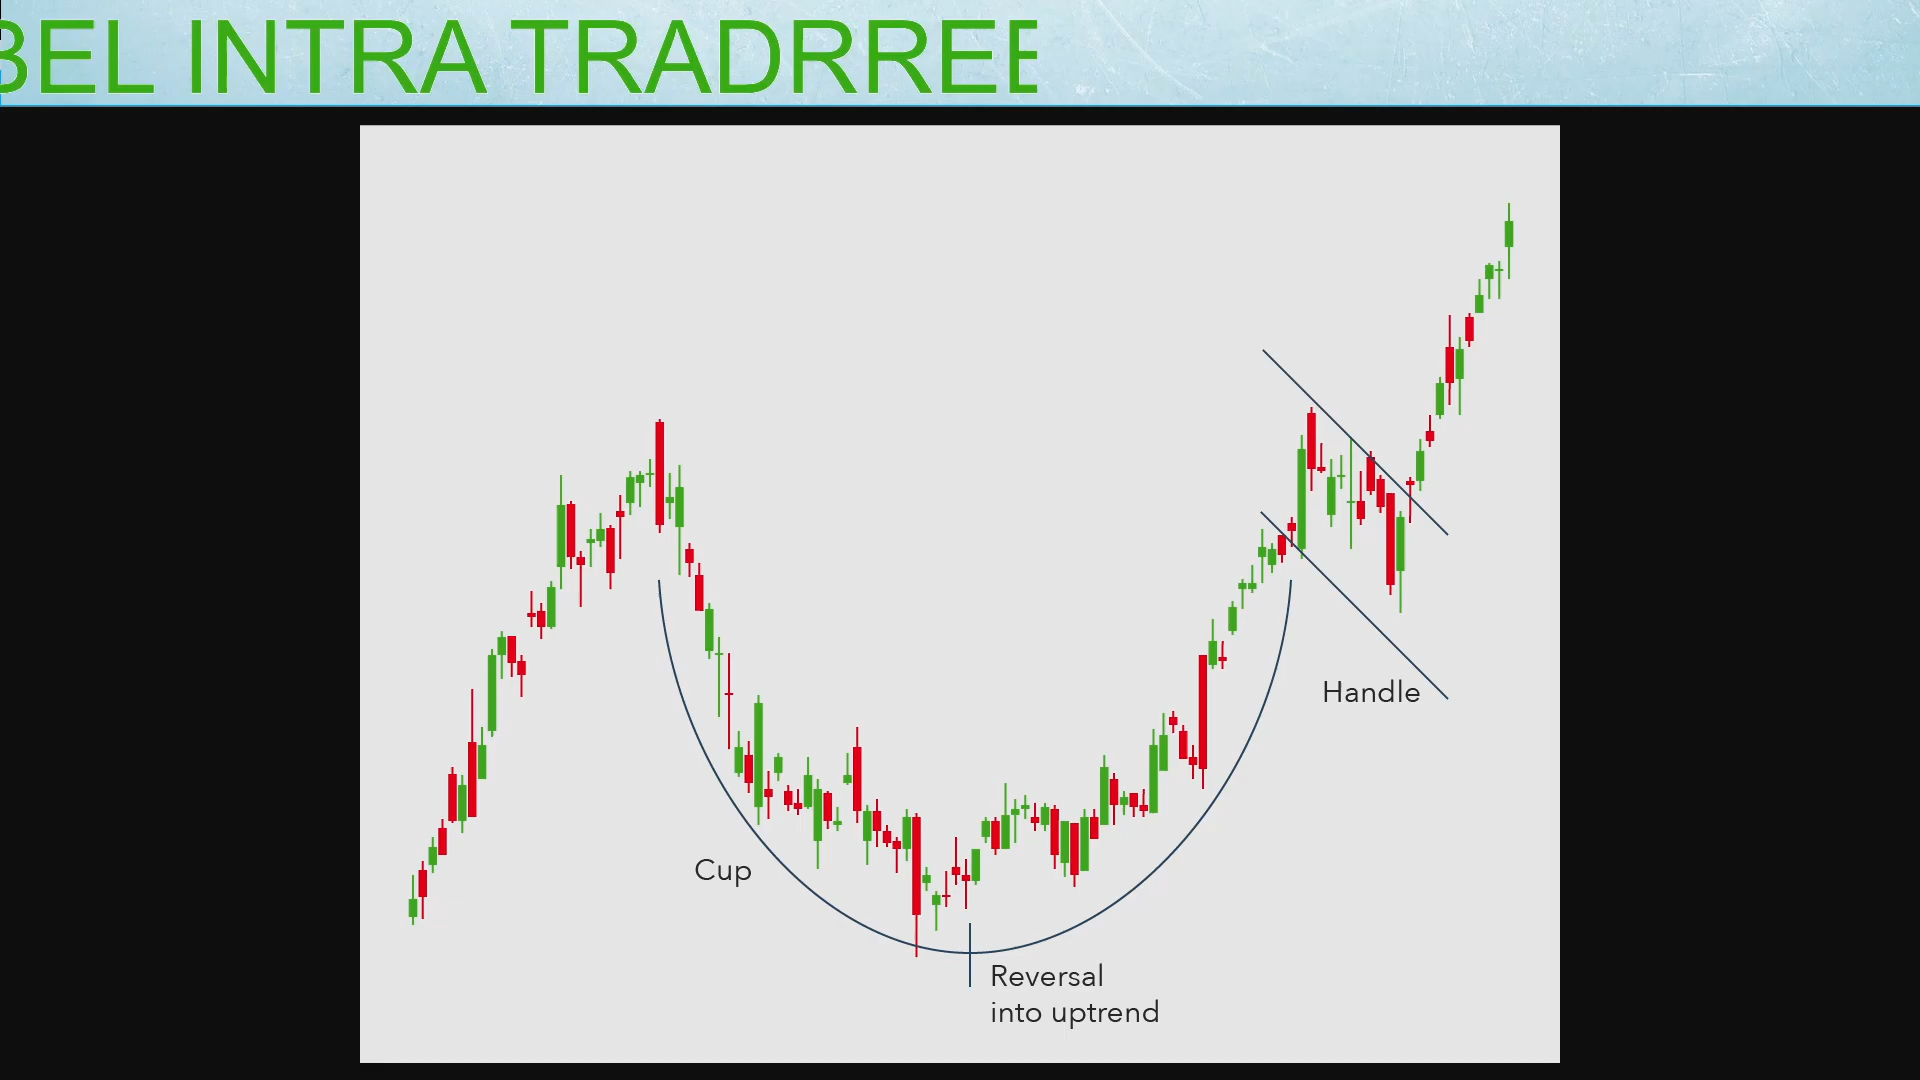 BEL INTRA TRADRREE
Handle
Cup
Reversal
into uptrend